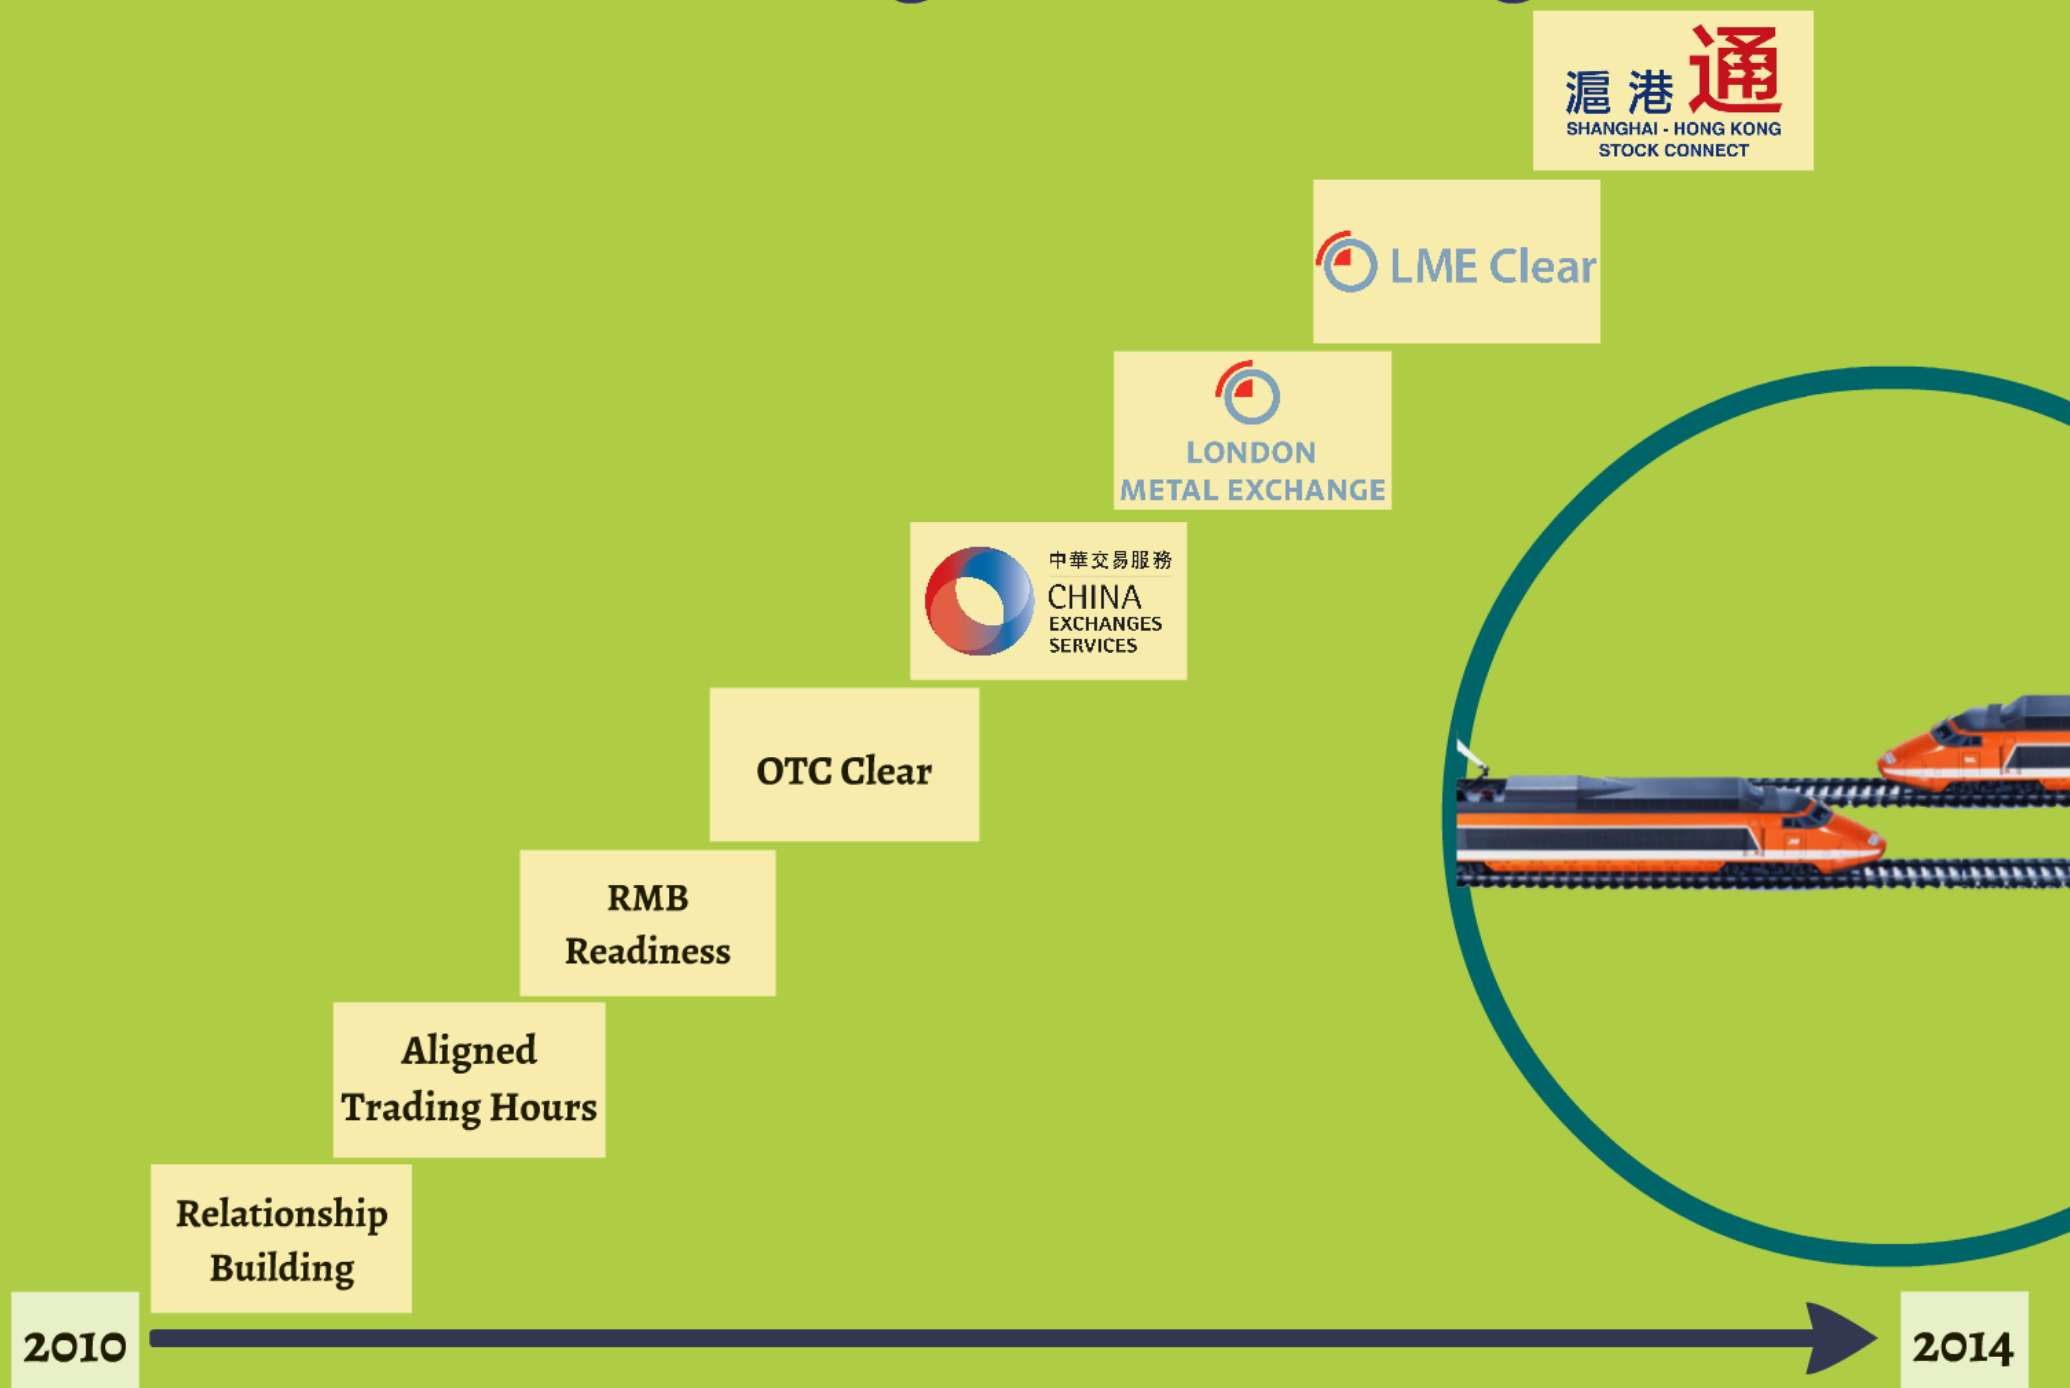 滬港通
SHANGHAI - HONG KONG
STOCK CONNECT
LME Clear
LONDON
METAL EXCHANGE
中華交易服務
CHINA
EXCHANGES
SERVICES
OTC Clear
RMB
Readiness
Aligned
Trading Hours
Relationship
Building
2010
2014